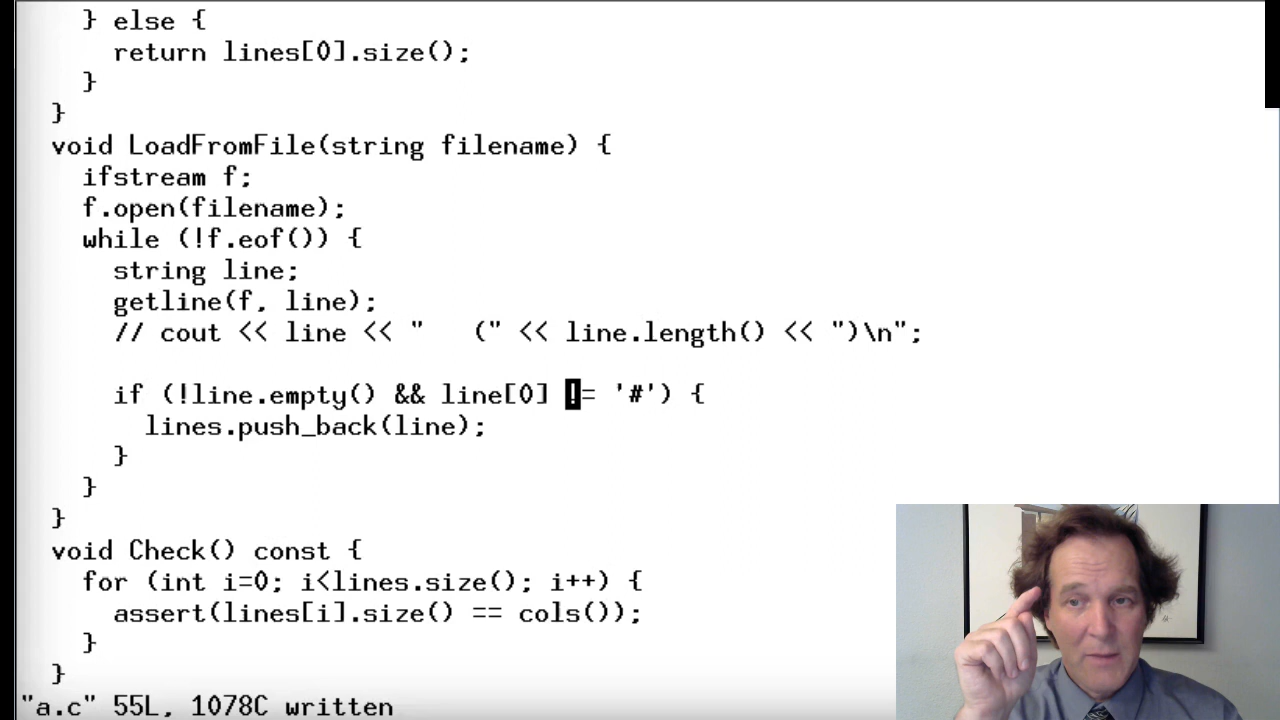 } else {
return lines[0].size();
}
}
void LoadFromFile(string filename) {
ifstream f;
f.open(filename);
while (!f.eof()) {
string line;
getline(f, line);
// cout << line << "   (" << line.length() << ")\n";
if (!line.empty() && line[0] != '#') {
lines.push_back(line);
}
}
}
void Check() const {
for (int i=0; i<lines.size(); i++) {
assert(lines[i].size() == cols());
}
}
"a.c" 55L, 1078C written